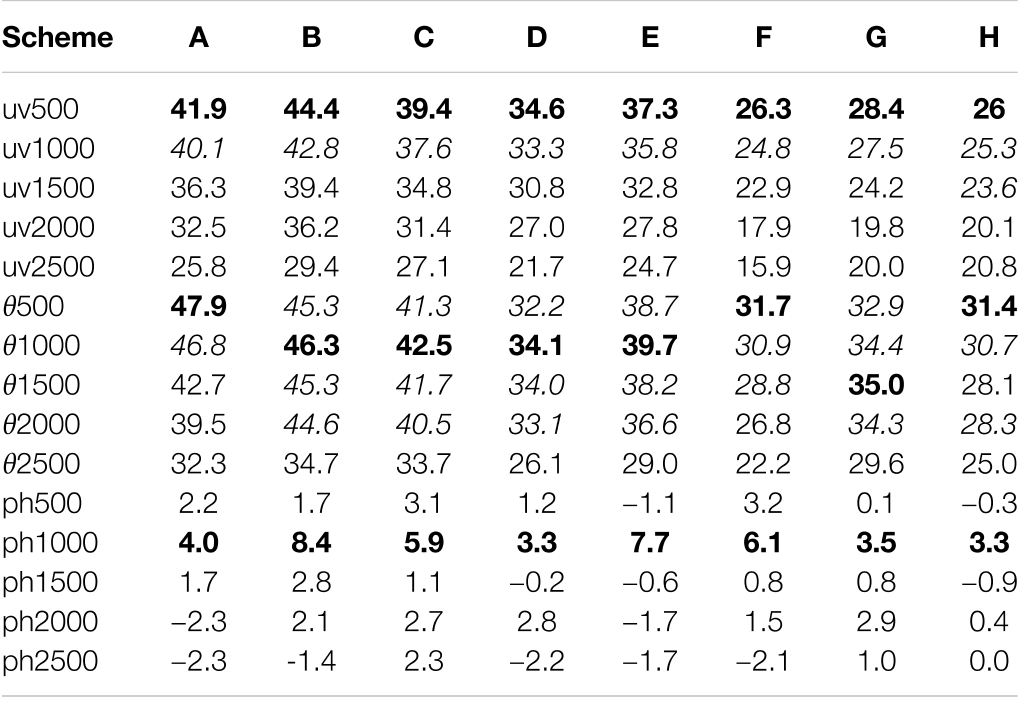 Scheme A B C D E F G H
uv500 41.9 44.4 39.4 34.6 37.3 26.3 28.4 26
uv1000 40.1 42.8 37.6 33.3 35.8 24.8 27.5 25.3
uv1500 36.3 39.4 34.8 30.8 32.8 22.9 24.2 23.6
uv2000 32.5 36.2 31.4 27.0 27.8 17.9 19.8 20.1
uv2500 25.8 29.4 27.1 21.7 24.7 15.9 20.0 20.8
θ500 47.9 45.3 41.3 32.2 38.7 31.7 32.9 31.4
θ1000 46.8 46.3 42.5 34.1 39.7 30.9 34.4 30.7
θ1500 42.7 45.3 41.7 34.0 38.2 28.8 35.0 28.1
θ2000 39.5 44.6 40.5 33.1 36.6 26.8 34.3 28.3
θ2500 32.3 34.7 33.7 26.1 29.0 22.2 29.6 25.0
ph500 2.2 1.7 3.1 1.2 −1.1 3.2 0.1 −0.3
ph1000 4.0 8.4 5.9 3.3 7.7 6.1 3.5 3.3
ph1500 1.7 2.8 1.1 −0.2 −0.6 0.8 0.8 −0.9
ph2000 −2.3 2.1 2.7 2.8 −1.7 1.5 2.9 0.4
ph2500 −2.3 -1.4 2.3 −2.2 −1.7 −2.1 1.0 0.0